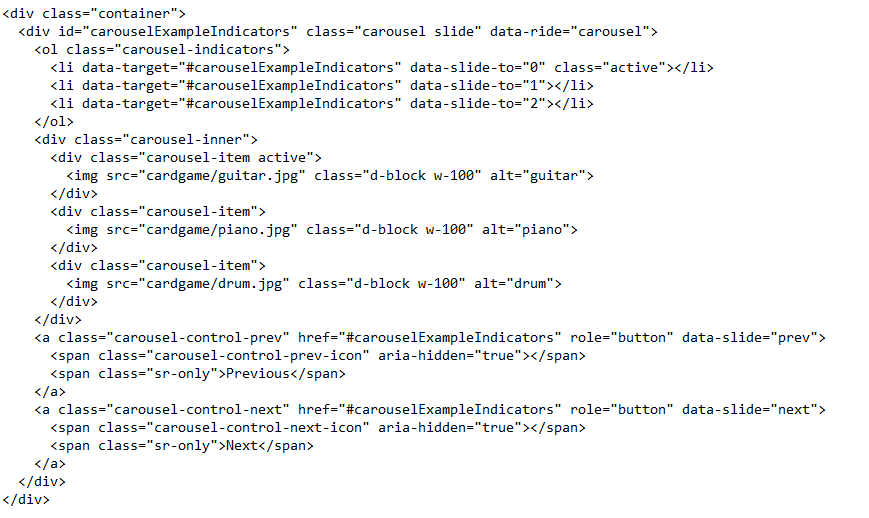 <div class="container">
  <div id="carouselExampleIndicators" class="carousel slide" data-ride="carousel">
    <ol class="carousel-indicators">
      <li data-target="#carouselExampleIndicators" data-slide-to="0" class="active"></li>
      <li data-target="#carouselExampleIndicators" data-slide-to="1"></li>
      <li data-target="#carouselExampleIndicators" data-slide-to="2"></li>
    </ol>
    <div class="carousel-inner">
      <div class="carousel-item active">
        <img src="cardgame/guitar.jpg" class="d-block w-100" alt="guitar">
      </div>
      <div class="carousel-item">
        <img src="cardgame/piano.jpg" class="d-block w-100" alt="piano">
      </div>
      <div class="carousel-item">
        <img src="cardgame/drum.jpg" class="d-block w-100" alt="drum">
      </div>
    </div>
    <a class="carousel-control-prev" href="#carouselExampleIndicators" role="button" data-slide="prev">
      <span class="carousel-control-prev-icon" aria-hidden="true"></span>
      <span class="sr-only">Previous</span>
    </a>
    <a class="carousel-control-next" href="#carouselExampleIndicators" role="button" data-slide="next">
      <span class="carousel-control-next-icon" aria-hidden="true"></span>
      <span class="sr-only">Next</span>
    </a>
  </div>
</div>